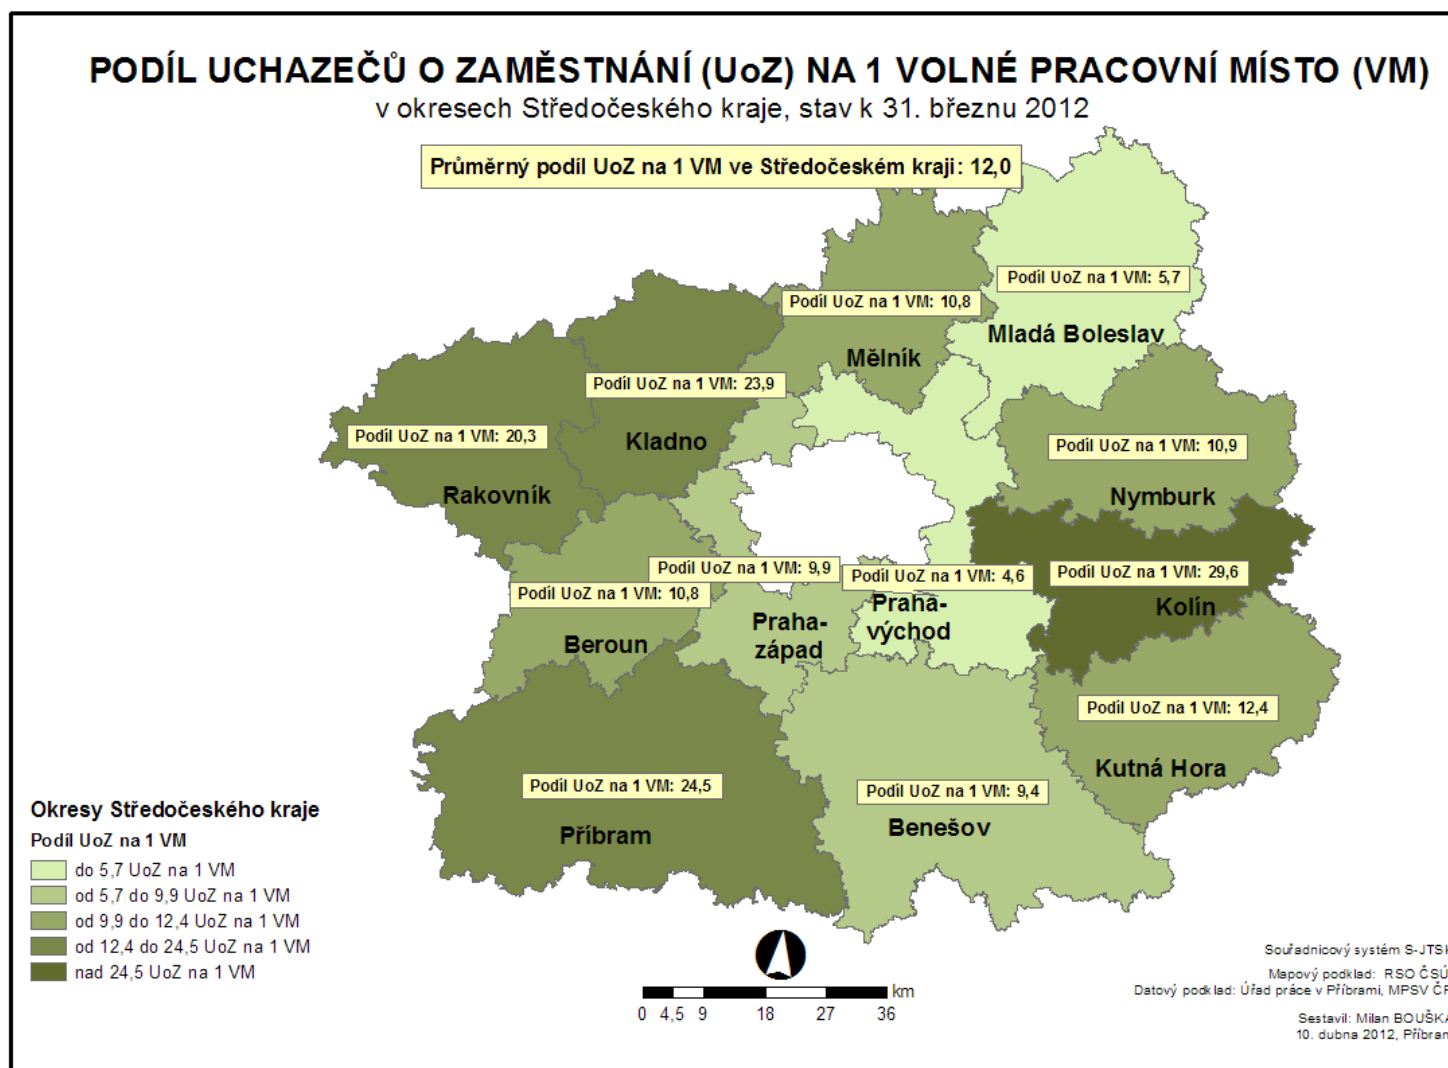 PODÍL UCHAZEČŮ O ZAMĚSTNÁNÍ (UoZ) NA 1 VOLNÉ PRACOVNÍ MÍSTO (VM)
v okresech Středočeského kraje, stav k 31. březnu 2012
Průměrný podíl UoZ na 1 VM ve Středočeském kraji: 12,0
Podíl UoZ na 1 VM: 5,7
Mladá Boleslav
Podíl UoZ na 1 VM: 10,8
Mělník
Podíl UoZ na 1 VM: 23,9
Kladno
Podíl UoZ na 1 VM: 20,3
Rakovník
Podíl UoZ na 1 VM: 10,9
Nymburk
Podíl UoZ na 1 VM: 9,9
Praha-
západ
Podíl UoZ na 1 VM: 4,6
Praha-
východ
Podíl UoZ na 1 VM: 29,6
Kolín
Podíl UoZ na 1 VM: 10,8
Beroun
Podíl UoZ na 1 VM: 12,4
Kutná Hora
Podíl UoZ na 1 VM: 24,5
Příbram
Podíl UoZ na 1 VM: 9,4
Benešov
Okresy Středočeského kraje
Podíl UoZ na 1 VM
do 5,7 UoZ na 1 VM
od 5,7 do 9,9 UoZ na 1 VM
od 9,9 do 12,4 UoZ na 1 VM
od 12,4 do 24,5 UoZ na 1 VM
nad 24,5 UoZ na 1 VM
km
0 4,5 9 18 27 36
Souřadnicový systém S-JTSK
Mapový podklad: RSO ČSÚ
Datový podklad: Úřad práce v Příbrami, MPSV ČR
Sestavil: Milan BOUŠKA
10. dubna 2012, Příbram